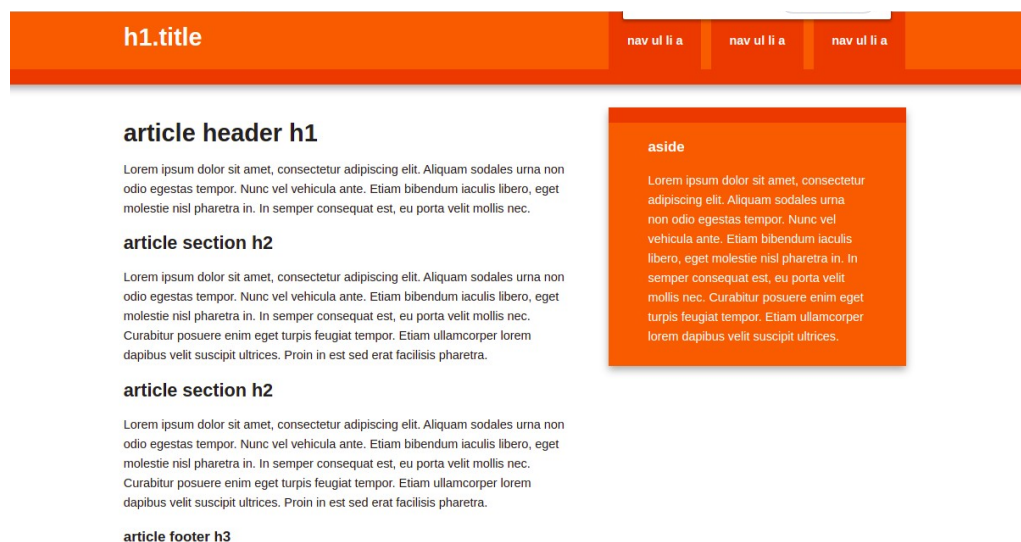 h1.title
nav ul li a
nav ul li a
nav ul li a
article header h1
Lorem ipsum dolor sit amet, consectetur adipiscing elit. Aliquam sodales urna non
odio egestas tempor. Nunc vel vehicula ante. Etiam bibendum iaculis libero, eget
molestie nisl pharetra in. In semper consequat est, eu porta velit mollis nec.
article section h2
Lorem ipsum dolor sit amet, consectetur adipiscing elit. Aliquam sodales urna non
odio egestas tempor. Nunc vel vehicula ante. Etiam bibendum iaculis libero, eget
molestie nisl pharetra in. In semper consequat est, eu porta velit mollis nec.
Curabitur posuere enim eget turpis feugiat tempor. Etiam ullamcorper lorem
dapibus velit suscipit ultrices. Proin in est sed erat facilisis pharetra.
article section h2
Lorem ipsum dolor sit amet, consectetur adipiscing elit. Aliquam sodales urna non
odio egestas tempor. Nunc vel vehicula ante. Etiam bibendum iaculis libero, eget
molestie nisl pharetra in. In semper consequat est, eu porta velit mollis nec.
Curabitur posuere enim eget turpis feugiat tempor. Etiam ullamcorper lorem
dapibus velit suscipit ultrices. Proin in est sed erat facilisis pharetra.
article footer h3
aside
Lorem ipsum dolor sit amet, consectetur
adipiscing elit. Aliquam sodales urna
non odio egestas tempor. Nunc vel
vehicula ante. Etiam bibendum iaculis
libero, eget molestie nisl pharetra in. In
semper consequat est, eu porta velit
mollis nec. Curabitur posuere enim eget
turpis feugiat tempor. Etiam ullamcorper
lorem dapibus velit suscipit ultrices.